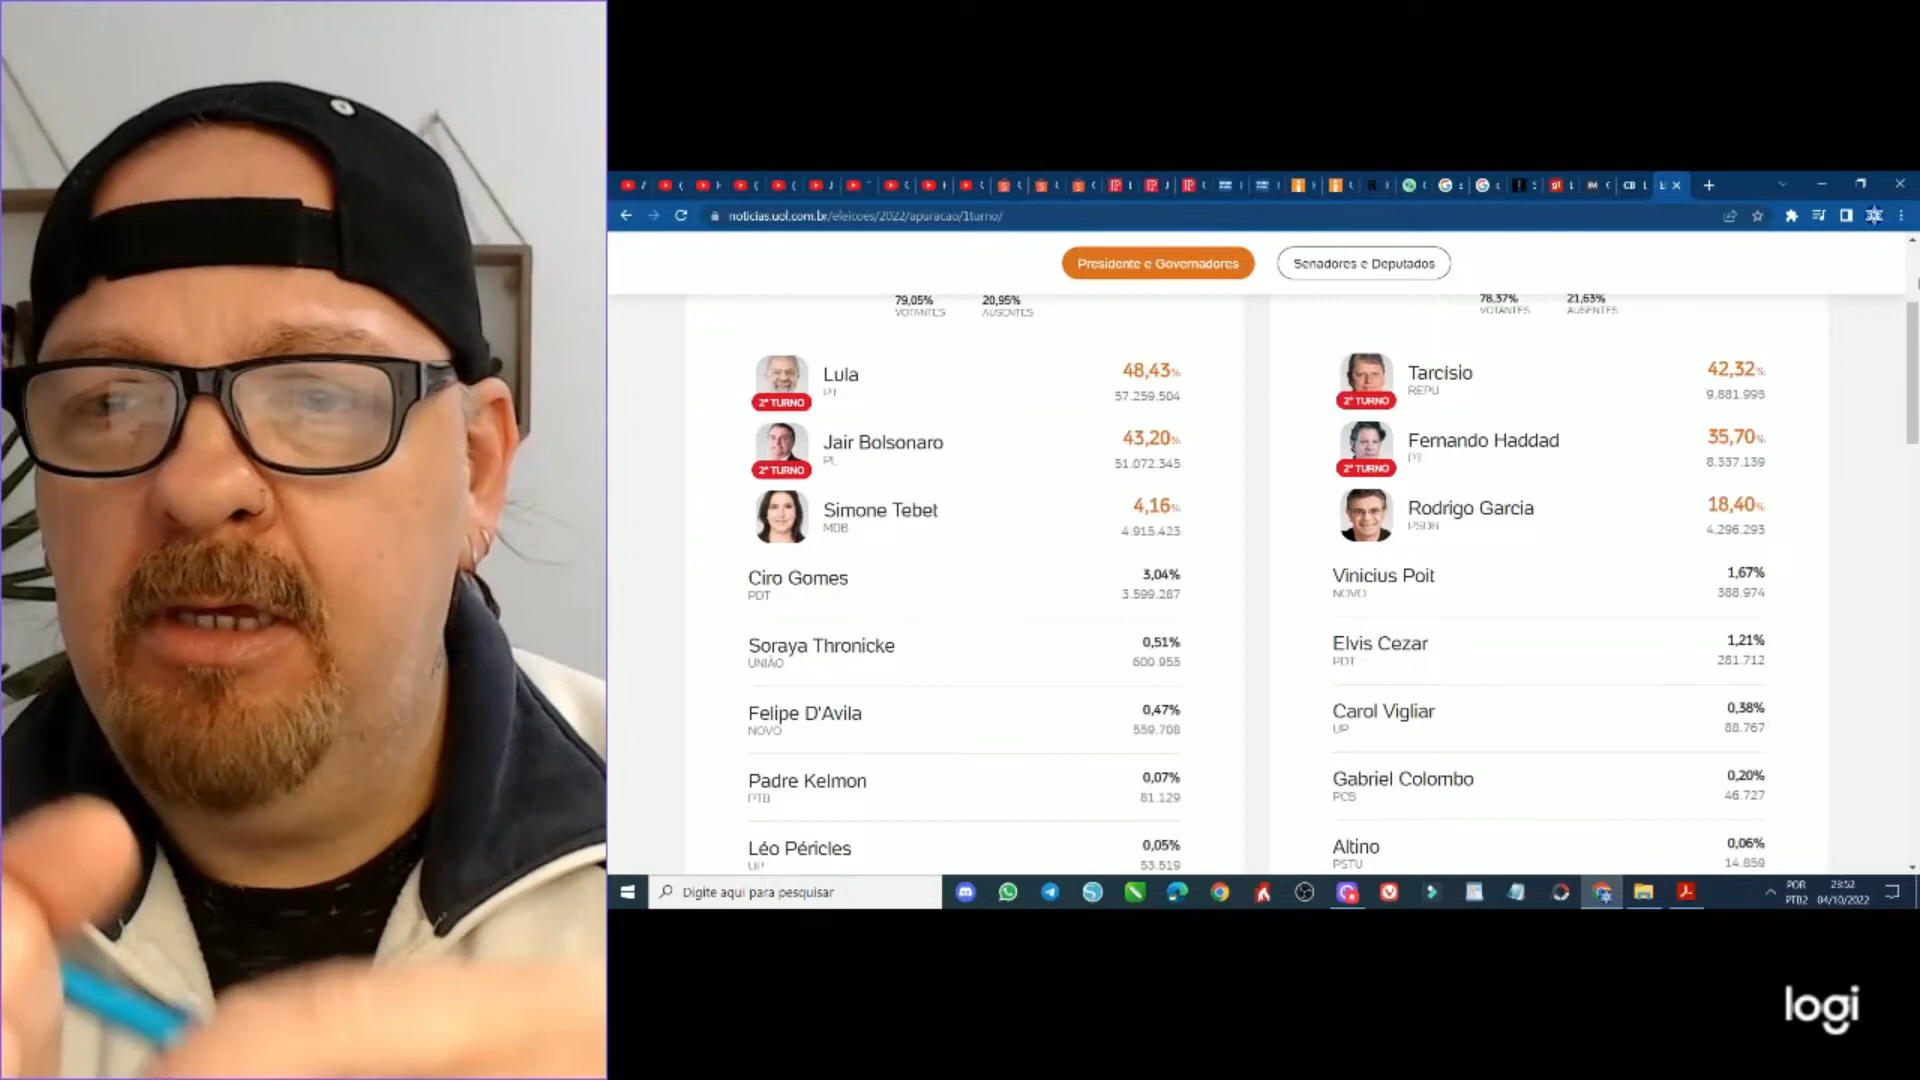 noticias.uol.com.br/eleicoes/2022/apuracao/1turno/
Presidente e Governadores
Senadores e Deputados
79,05%
VOTANTES
20,95%
AUSENTES
Lula
PT
2º TURNO
48,43%
57.259.504
Jair Bolsonaro
PL
2º TURNO
43,20%
51.072.345
Simone Tebet
MDB
4,16%
4.915.423
Ciro Gomes
PDT
3,04%
3.599.287
Soraya Thronicke
UNIÃO
0,51%
600.955
Felipe D'Avila
NOVO
0,47%
559.708
Padre Kelmon
PTB
0,07%
81.129
Léo Péricles
UP
0,05%
53.519
78,37%
VOTANTES
21,63%
AUSENTES
Tarcísio
REPU
2º TURNO
42,32%
9.881.995
Fernando Haddad
PT
2º TURNO
35,70%
8.337.139
Rodrigo Garcia
PSDB
18,40%
4.296.293
Vinicius Poit
NOVO
1,67%
388.974
Elvis Cezar
PDT
1,21%
281.712
Carol Vigliar
UP
0,38%
88.767
Gabriel Colombo
PCB
0,20%
46.727
Altino
PSTU
0,06%
14.859
Digite aqui para pesquisar
POR
PTB2
23:52
04/10/2022
logi